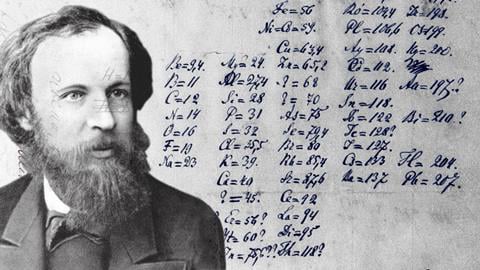 Fe=56 Ro=104,4 198.
Ni=Co=59. Pl=106,6 Os=199.
Cu=63,4 Ag=108. Hg=200.
Be=9,4. Mg=24. Zn=65,2 Cd=112.
B=11 Al=27,4 ?=68 Ur=116 Au=197?
C=12 Si=28 ?=70 Sn=118.
N=14 P=31 As=75 Sb=122 Bi=210?
O=16 S=32 Se=79,4 Te=128?
F=19 Cl=35,5 Br=80 I=127.
Na=23 K=39. Rb=85,4 Cs=133 Tl=204.
Ca=40 Sr=87,6 Ba=137 Pb=207.
?=45. Ce=92
Er=56? La=94
Yt=60? Di=95
In=75,6?? Th=118?